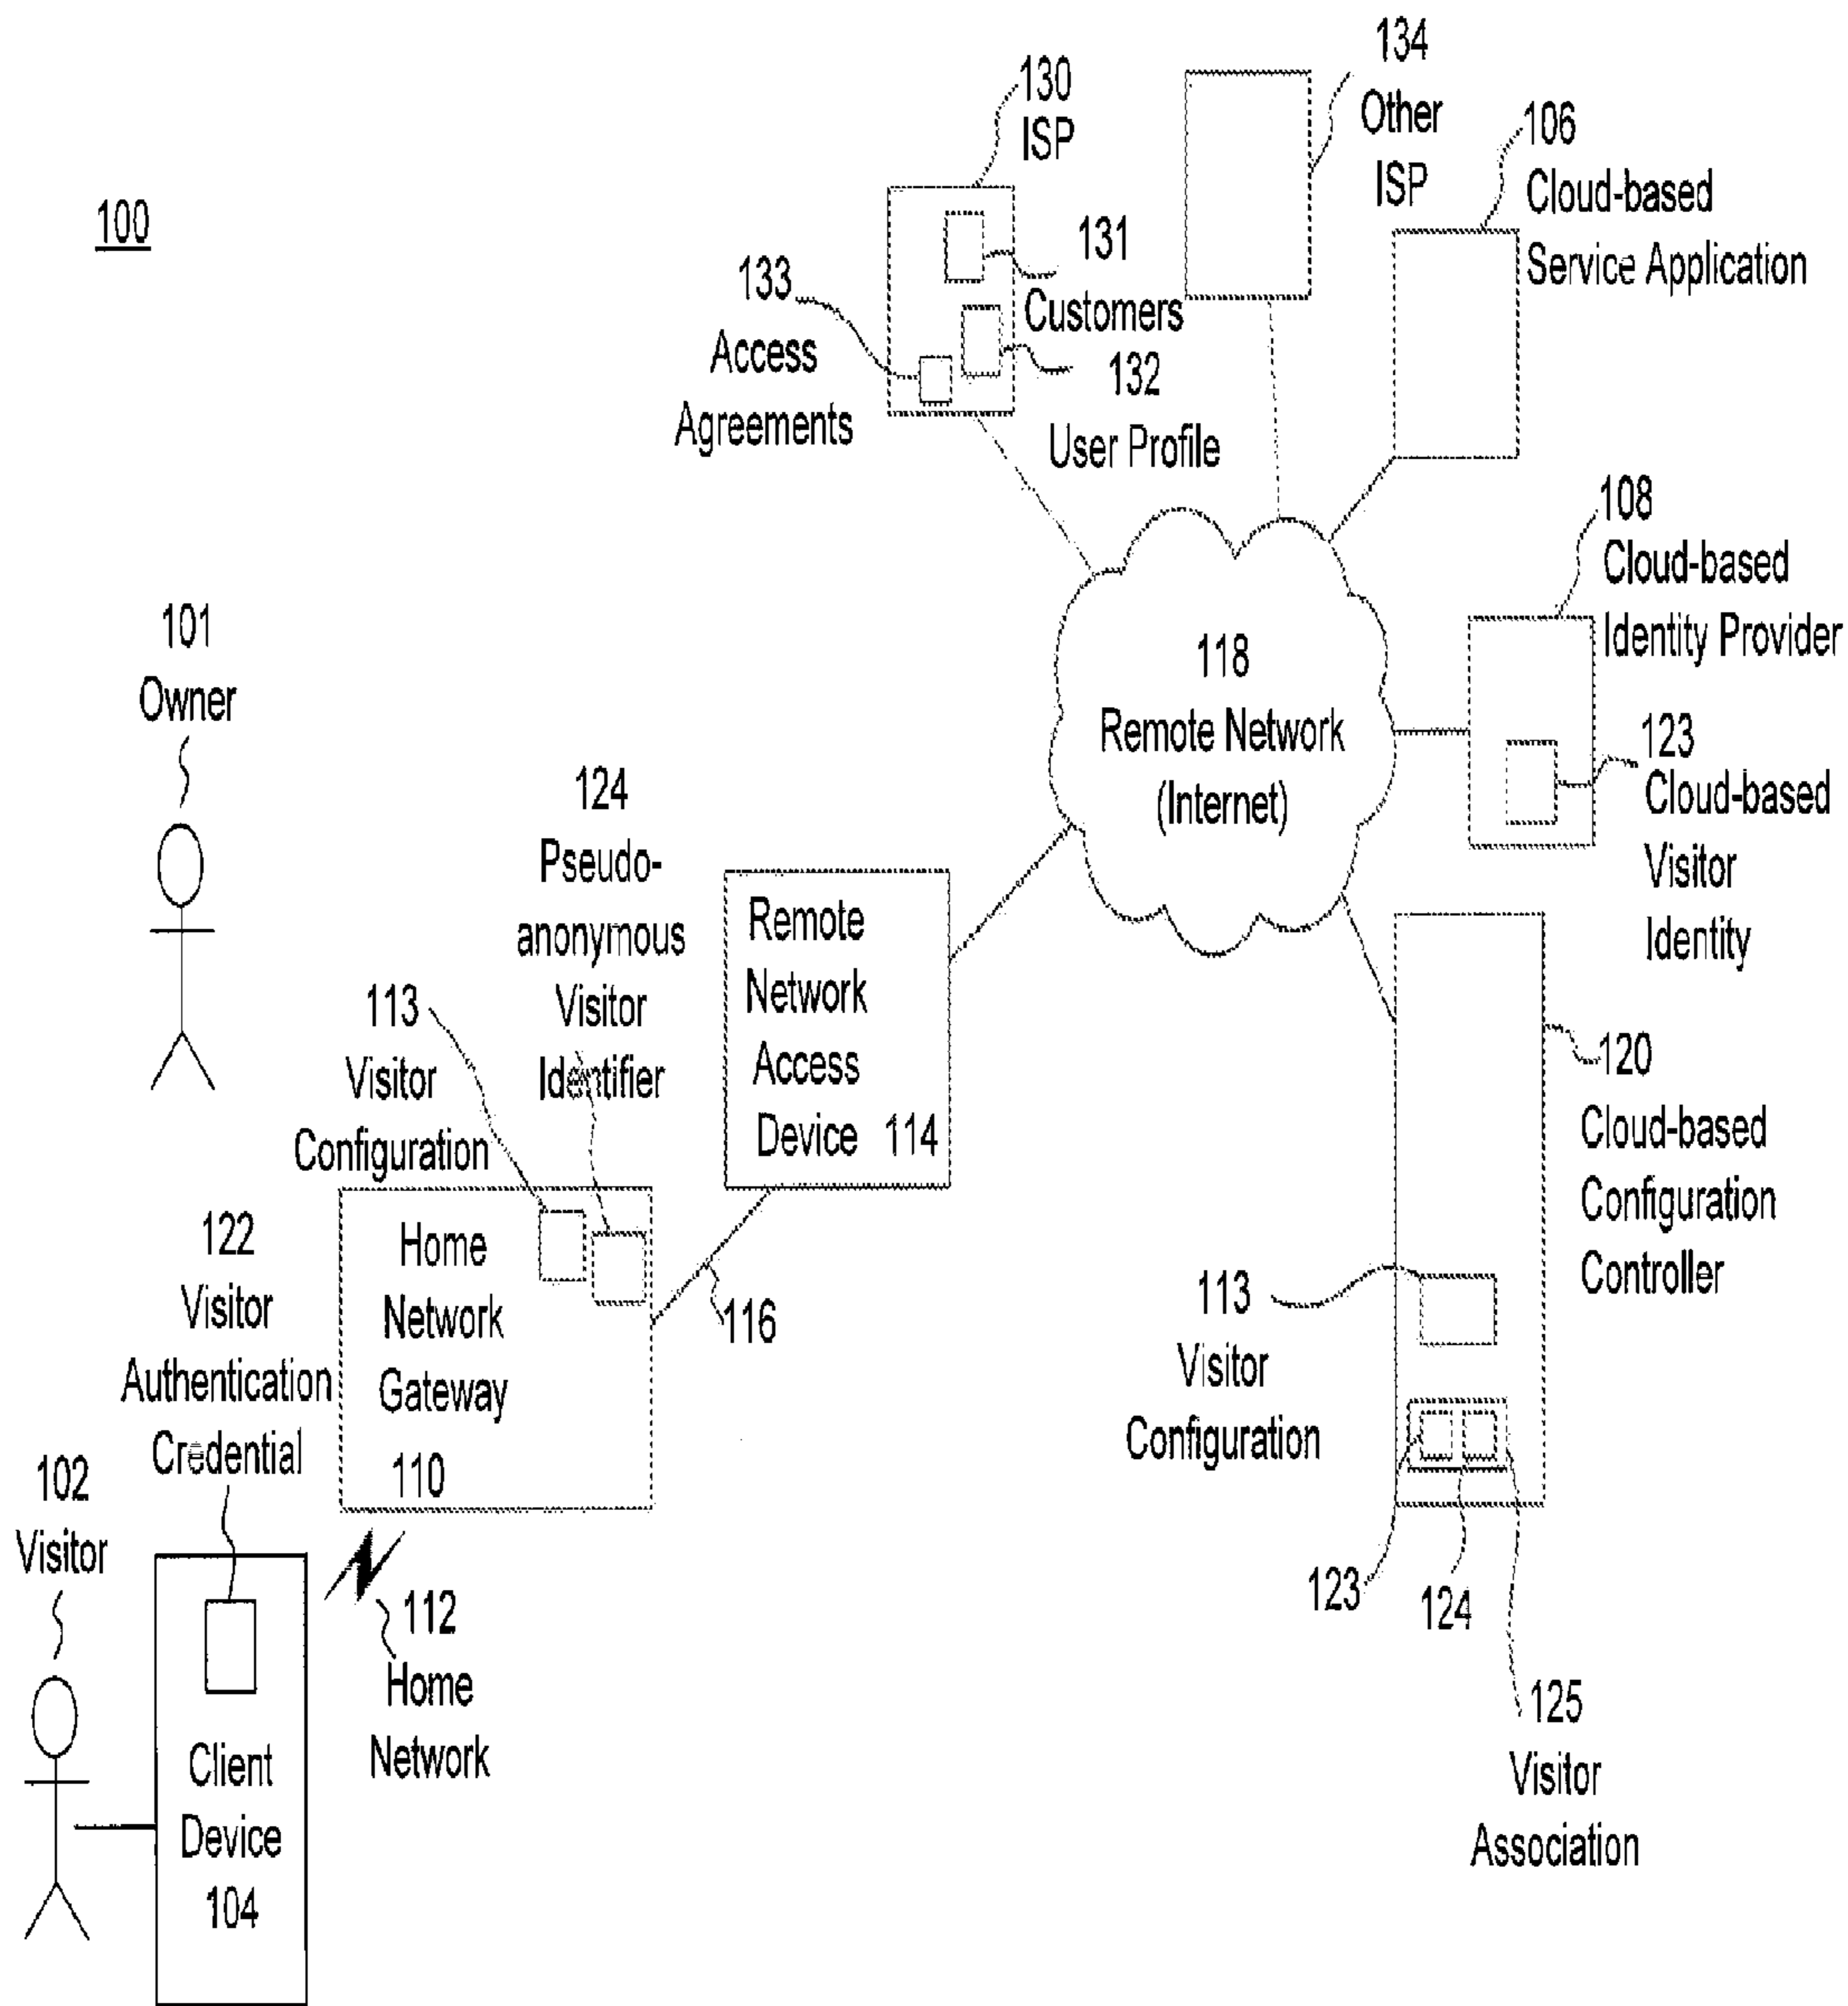 100
130
ISP
134
Other
ISP
106
Cloud-based
Service Application
131
Customers
133
Access
Agreements
132
User Profile
108
Cloud-based
Identity Provider
123
Cloud-based
Visitor
Identity
118
Remote Network
(Internet)
101
Owner
124
Pseudo-
anonymous
Visitor
Identifier
113
Visitor
Configuration
Remote
Network
Access
Device 114
120
Cloud-based
Configuration
Controller
122
Visitor
Authentication
Credential
Home
Network
Gateway
110
116
113
Visitor
Configuration
123
124
125
Visitor
Association
102
Visitor
112
Home
Network
Client
Device
104